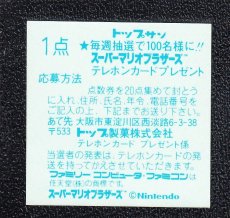 トップサン
1点
★毎週抽選で100名様に!!
スーパーマリオブラザーズ™
テレホンカードプレゼント
応募方法
点数券を20点集めて封とう
に入れ、住所、氏名、年令、電話番号を
ご記入の上、下記までお送り下さい。
あて先 大阪市東淀川区西淡路6-3-38
〒533 トップ製菓株式会社
テレホンカード プレゼント係
当選者の発表は、テレホンカードの発送
を持ってかえさせていただきます。
ファミリーコンピュータ・ファミコンは
任天堂(株)の商標です。
スーパーマリオブラザーズ™ ©Nintendo